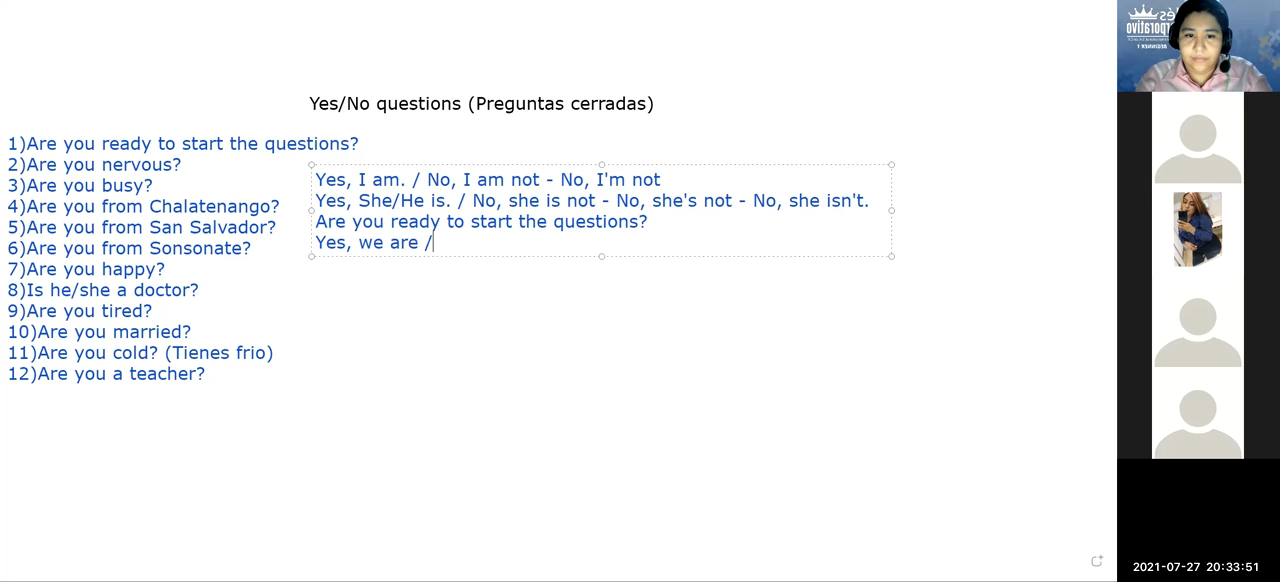 Yes/No questions (Preguntas cerradas)
1)Are you ready to start the questions?
2)Are you nervous?
3)Are you busy?
4)Are you from Chalatenango?
5)Are you from San Salvador?
6)Are you from Sonsonate?
7)Are you happy?
8)Is he/she a doctor?
9)Are you tired?
10)Are you married?
11)Are you cold? (Tienes frio)
12)Are you a teacher?
Yes, I am. / No, I am not - No, I'm not
Yes, She/He is. / No, she is not - No, she's not - No, she isn't.
Are you ready to start the questions?
Yes, we are /
2021-07-27 20:33:51